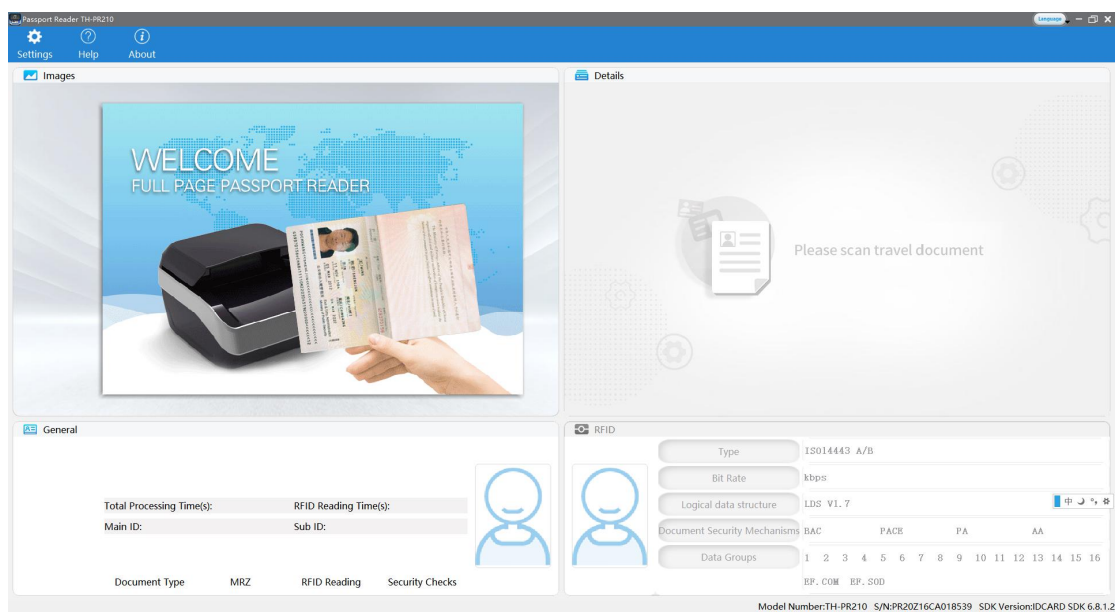 Passport Reader TH-PR210
Language
Settings Help About
Images
WELCOME
FULL PAGE PASSPORT READER
Details
Please scan travel document
General
Total Processing Time(s): RFID Reading Time(s):
Main ID: Sub ID:
Document Type MRZ RFID Reading Security Checks
RFID
Type ISO14443 A/B
Bit Rate kbps
Logical data structure LDS V1.7
Document Security Mechanisms BAC PACE PA AA
Data Groups 1 2 3 4 5 6 7 8 9 10 11 12 13 14 15 16
EF.COM EF.SOD
中
Model Number:TH-PR210 S/N:PR20Z16CA018539 SDK Version:IDCARD SDK 6.8.1.2